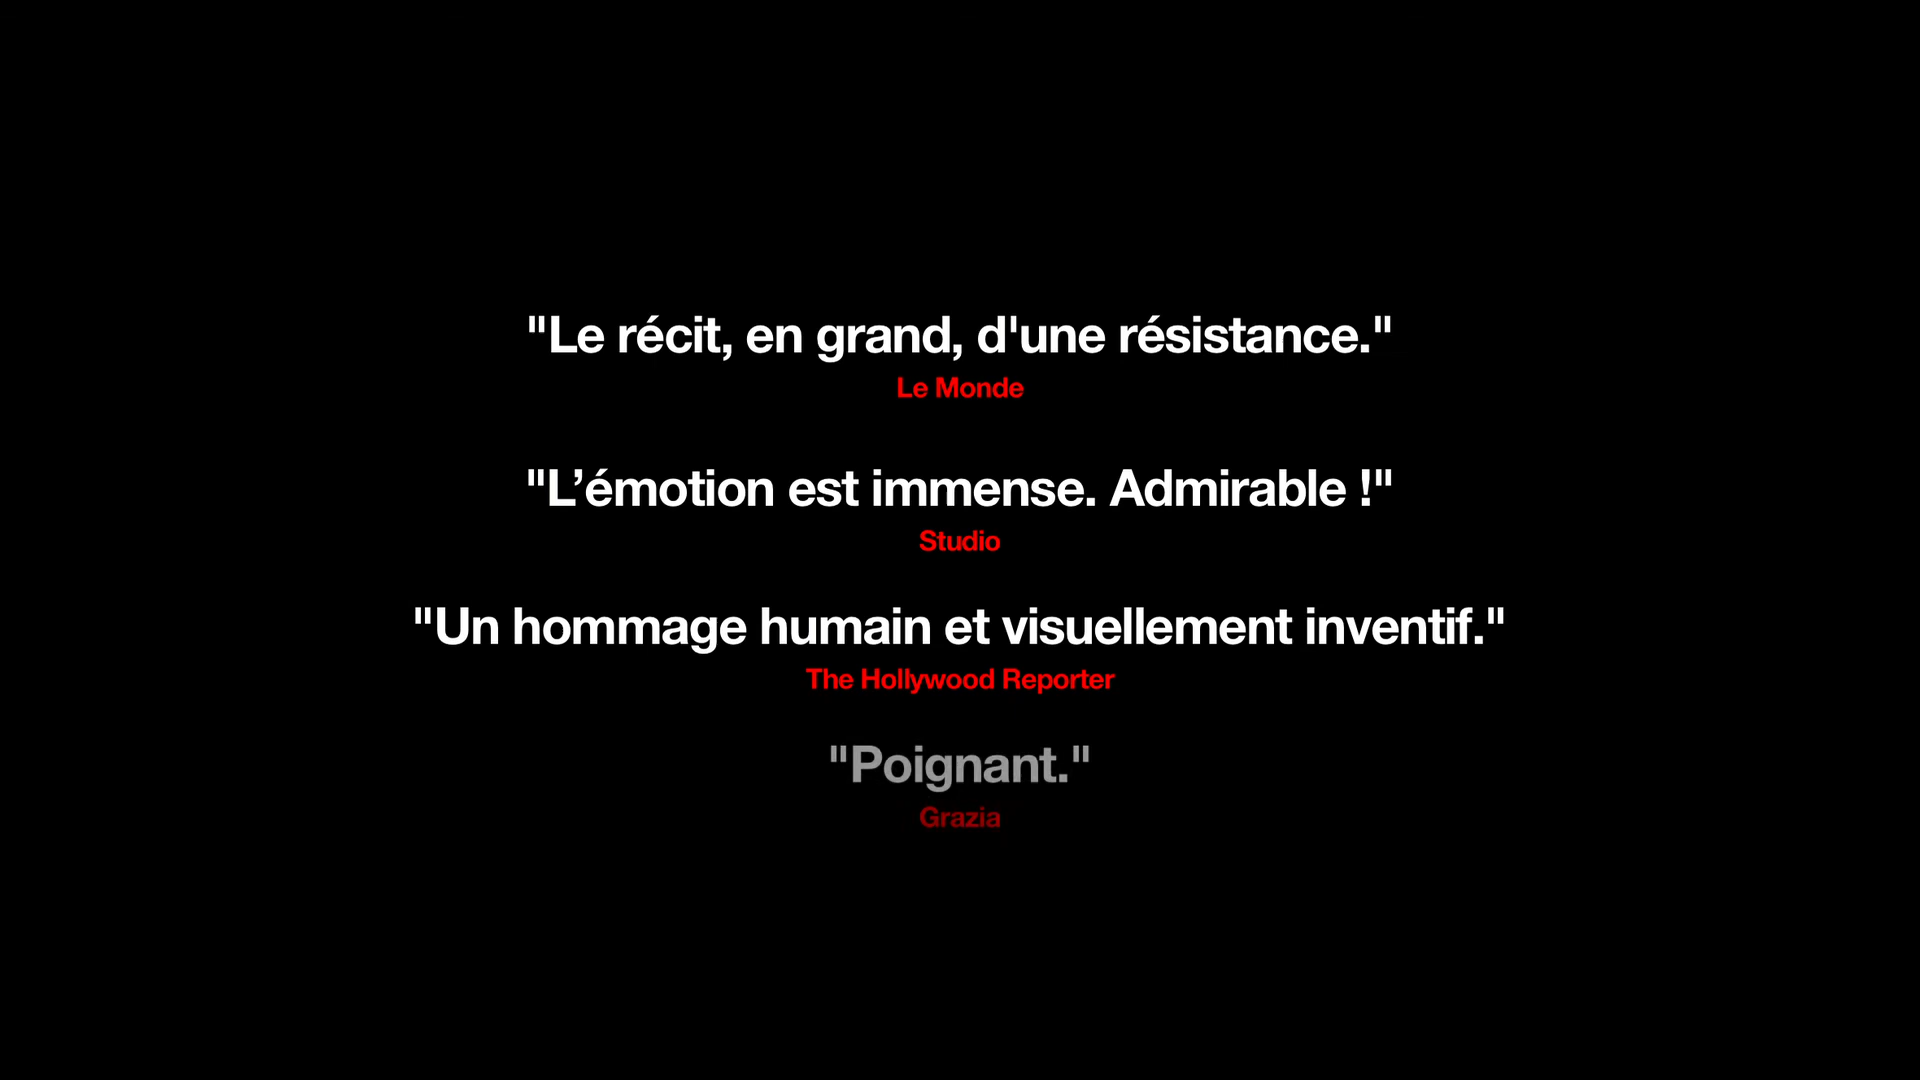 "Le récit, en grand, d'une résistance."
Le Monde
"L’émotion est immense. Admirable !"
Studio
"Un hommage humain et visuellement inventif."
The Hollywood Reporter
"Poignant."
Grazia